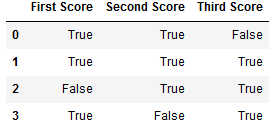 First Score Second Score Third Score
0 True True False
1 True True True
2 False True True
3 True False True